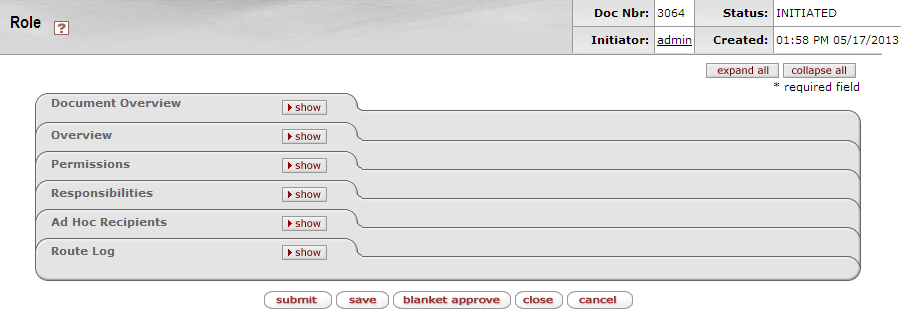 Role ?
Doc Nbr: 3064 Status: INITIATED
Initiator: admin Created: 01:58 PM 05/17/2013
expand all collapse all
* required field
Document Overview show
Overview show
Permissions show
Responsibilities show
Ad Hoc Recipients show
Route Log show
submit save blanket approve close cancel